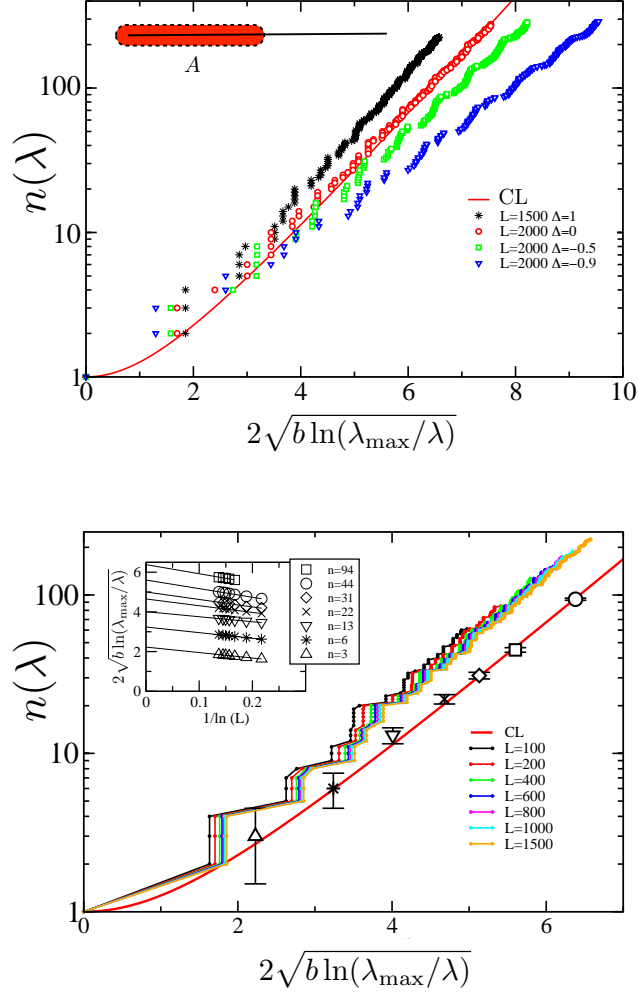 n(λ)
100
10
1
A
CL
L=1500 Δ=1
L=2000 Δ=0
L=2000 Δ=−0.5
L=2000 Δ=−0.9
0 2 4 6 8 10
2√b ln(λmax/λ)
n(λ)
100
10
1
2√b ln(λmax/λ)
6
4
2
0
0 0.1 0.2
1/ln (L)
n=94
n=44
n=31
n=22
n=13
n=6
n=3
CL
L=100
L=200
L=400
L=600
L=800
L=1000
L=1500
0 2 4 6
2√b ln(λmax/λ)